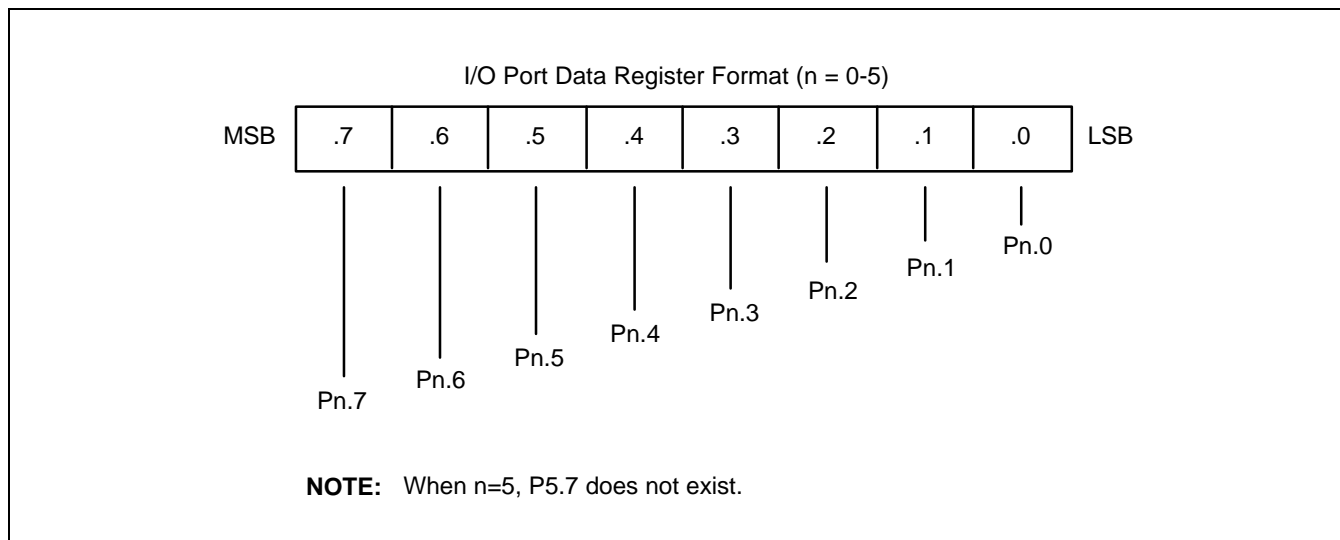 I/O Port Data Register Format (n = 0-5)
MSB .7 .6 .5 .4 .3 .2 .1 .0 LSB
Pn.0
Pn.1
Pn.2
Pn.3
Pn.4
Pn.5
Pn.6
Pn.7
NOTE: When n=5, P5.7 does not exist.